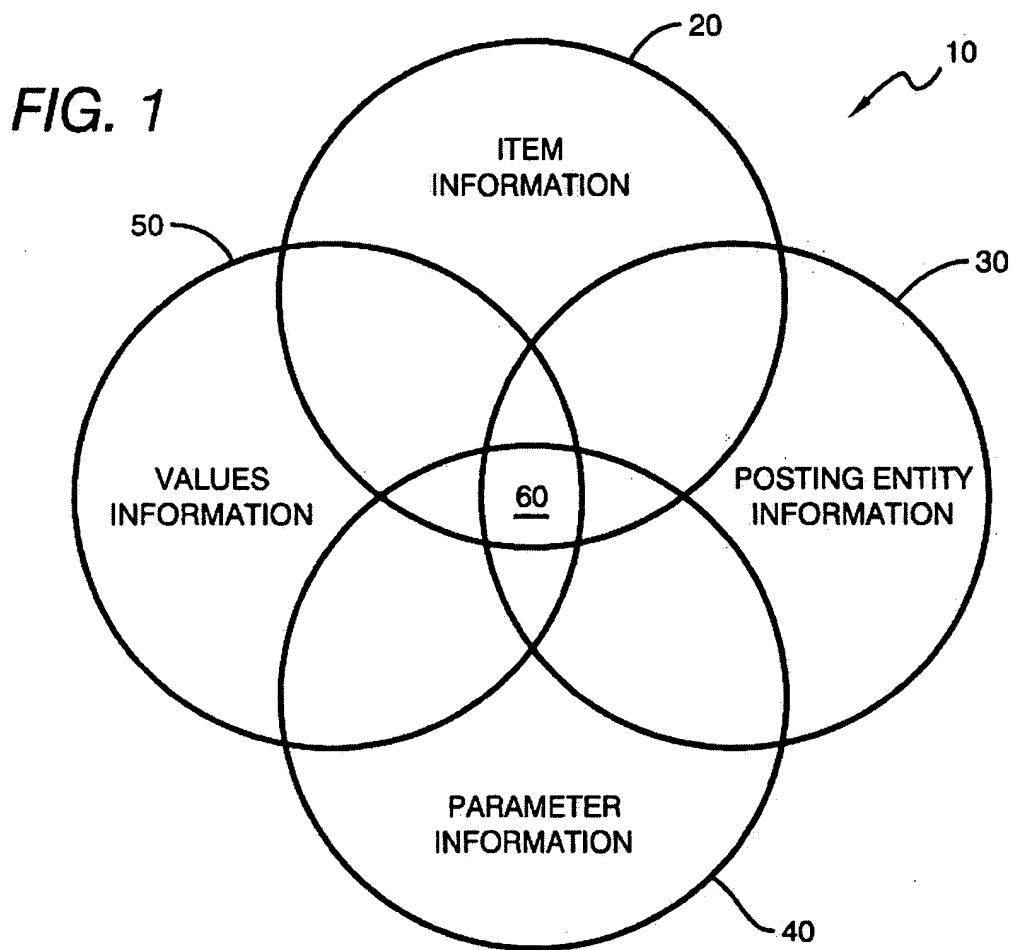 FIG. 1
20
10
ITEM
INFORMATION
50
30
VALUES
INFORMATION
60
POSTING ENTITY
INFORMATION
PARAMETER
INFORMATION
40